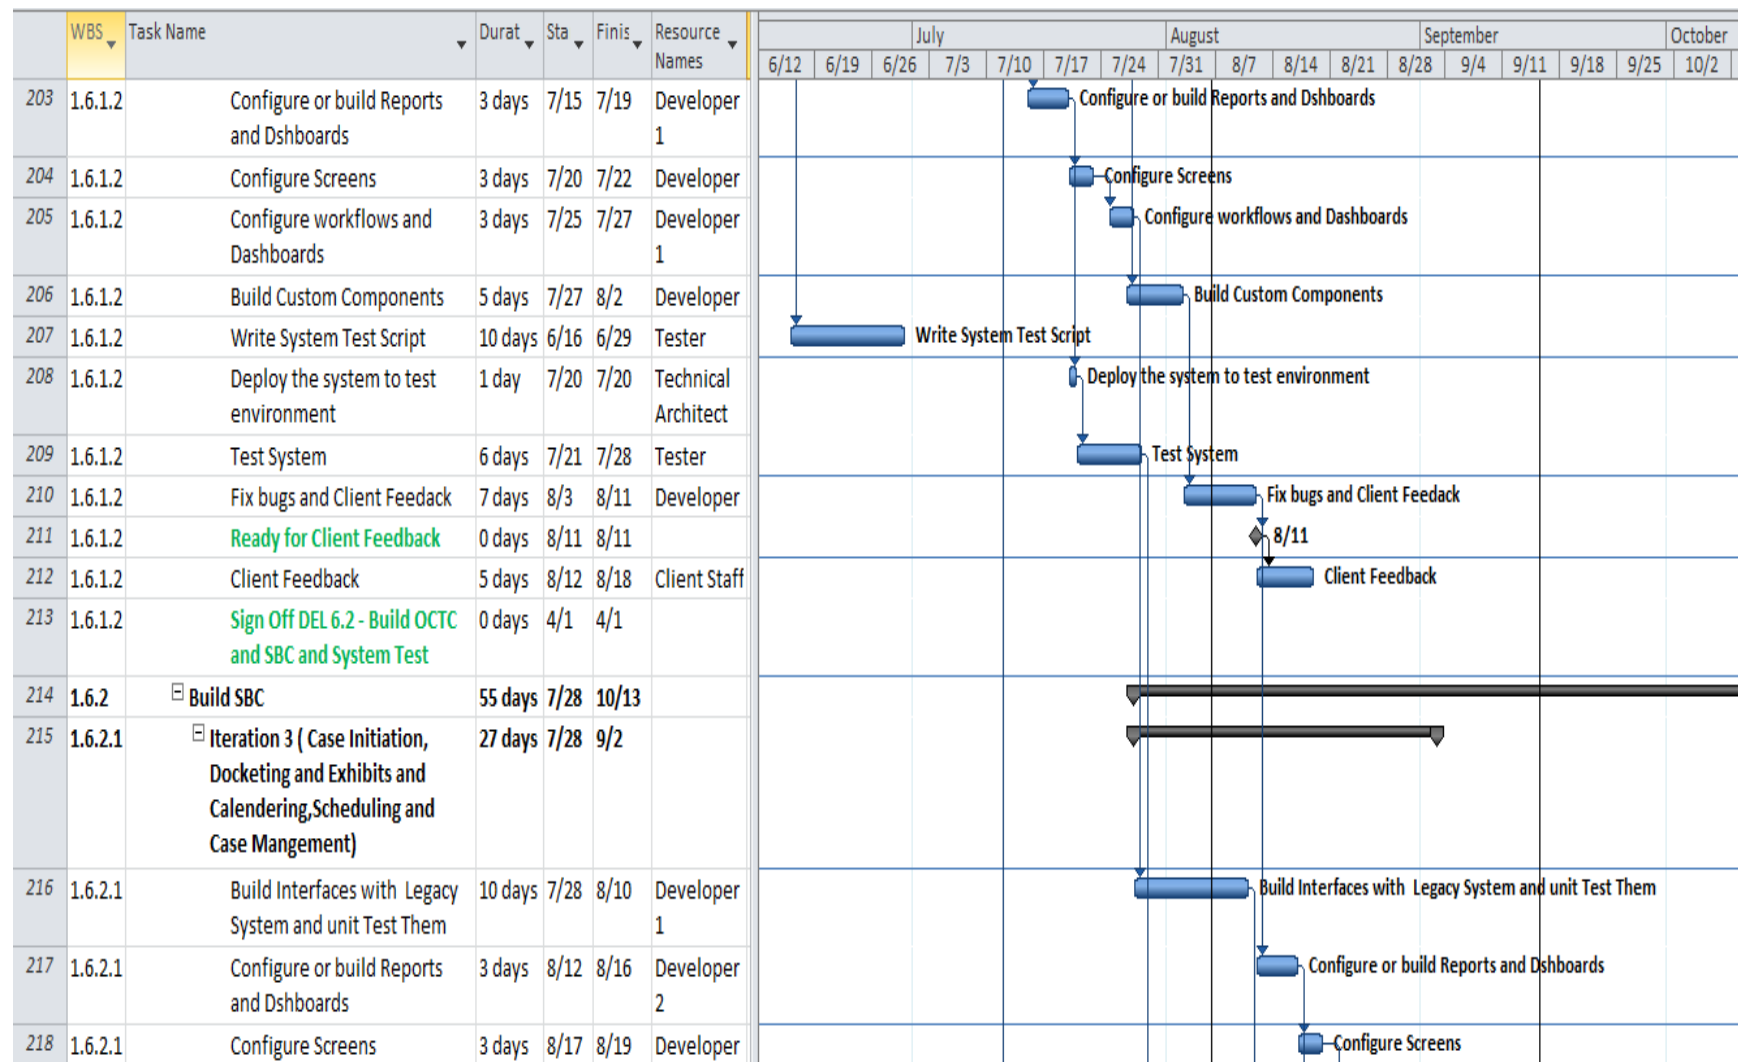 WBS Task Name Durat Sta Finis Resource
Names
July August September October
6/12 6/19 6/26 7/3 7/10 7/17 7/24 7/31 8/7 8/14 8/21 8/28 9/4 9/11 9/18 9/25 10/2
203 1.6.1.2 Configure or build Reports 3 days 7/15 7/19 Developer Configure or build Reports and Dshboards
and Dshboards 1
204 1.6.1.2 Configure Screens 3 days 7/20 7/22 Developer Configure Screens
205 1.6.1.2 Configure workflows and 3 days 7/25 7/27 Developer Configure workflows and Dashboards
Dashboards 1
206 1.6.1.2 Build Custom Components 5 days 7/27 8/2 Developer Build Custom Components
207 1.6.1.2 Write System Test Script 10 days 6/16 6/29 Tester Write System Test Script
208 1.6.1.2 Deploy the system to test 1 day 7/20 7/20 Technical Deploy the system to test environment
environment Architect
209 1.6.1.2 Test System 6 days 7/21 7/28 Tester Test System
210 1.6.1.2 Fix bugs and Client Feedack 7 days 8/3 8/11 Developer Fix bugs and Client Feedack
211 1.6.1.2 Ready for Client Feedback 0 days 8/11 8/11 8/11
212 1.6.1.2 Client Feedback 5 days 8/12 8/18 Client Staff Client Feedback
213 1.6.1.2 Sign Off DEL 6.2 - Build OCTC 0 days 4/1 4/1
and SBC and System Test
214 1.6.2 Build SBC 55 days 7/28 10/13
215 1.6.2.1 Iteration 3 ( Case Initiation, 27 days 7/28 9/2
Docketing and Exhibits and
Calendering,Scheduling and
Case Mangement)
216 1.6.2.1 Build Interfaces with Legacy 10 days 7/28 8/10 Developer Build Interfaces with Legacy System and unit Test Them
System and unit Test Them 1
217 1.6.2.1 Configure or build Reports 3 days 8/12 8/16 Developer Configure or build Reports and Dshboards
and Dshboards 2
218 1.6.2.1 Configure Screens 3 days 8/17 8/19 Developer Configure Screens